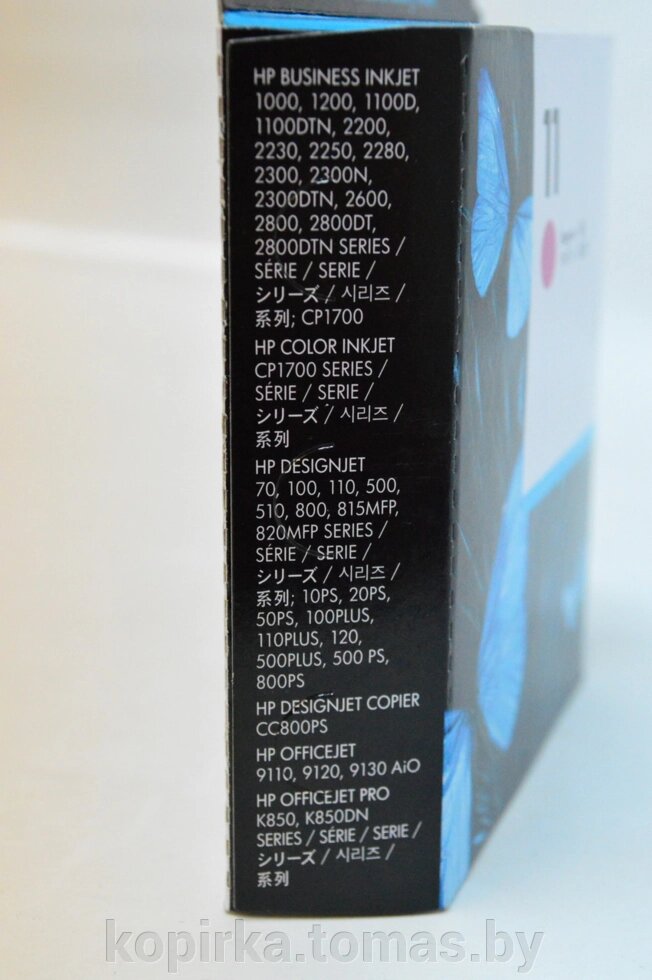 HP BUSINESS INKJET
1000, 1200, 1100D,
1100DTN, 2200,
2230, 2250, 2280,
2300, 2300N,
2300DTN, 2600,
2800, 2800DT,
2800DTN SERIES /
SÉRIE / SERIE /
シリーズ / 시리즈 /
系列; CP1700
HP COLOR INKJET
CP1700 SERIES /
SÉRIE / SERIE /
シリーズ / 시리즈 /
系列
HP DESIGNJET
70, 100, 110, 500,
510, 800, 815MFP,
820MFP SERIES /
SÉRIE / SERIE /
シリーズ / 시리즈 /
系列; 10PS, 20PS,
50PS, 100PLUS,
110PLUS, 120,
500PLUS, 500 PS,
800PS
HP DESIGNJET COPIER
CC800PS
HP OFFICEJET
9110, 9120, 9130 AiO
HP OFFICEJET PRO
K850, K850DN
SERIES / SÉRIE / SERIE /
シリーズ / 시리즈 /
系列
11
kopirka.tomas.by